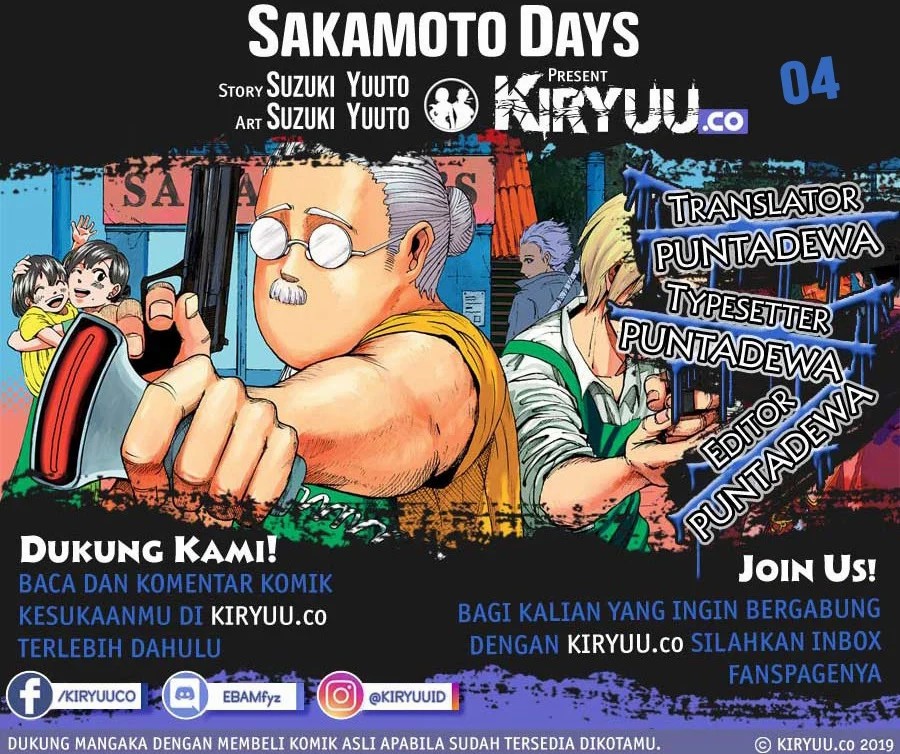 SAKAMOTO DAYS
STORY SUZUKI YUUTO
ART SUZUKI YUUTO
PRESENT
KIRYUU.CO
04
SA
S
TRANSLATOR
PUNTADEWA
TYPESETTER
PUNTADEWA
EDITOR
PUNTADEWA
DUKUNG KAMI!
BACA DAN KOMENTAR KOMIK
KESUKAANMU DI KIRYUU.co
TERLEBIH DAHULU
JOIN US!
BAGI KALIAN YANG INGIN BERGABUNG
DENGAN KIRYUU.co SILAHKAN INBOX
FANSPAGENYA
/KIRYUUCO
EBAMfyz
@KIRYUUID
DUKUNG MANGAKA DENGAN MEMBELI KOMIK ASLI APABILA SUDAH TERSEDIA DIKOTAMU.
© KIRYUU.co 2019